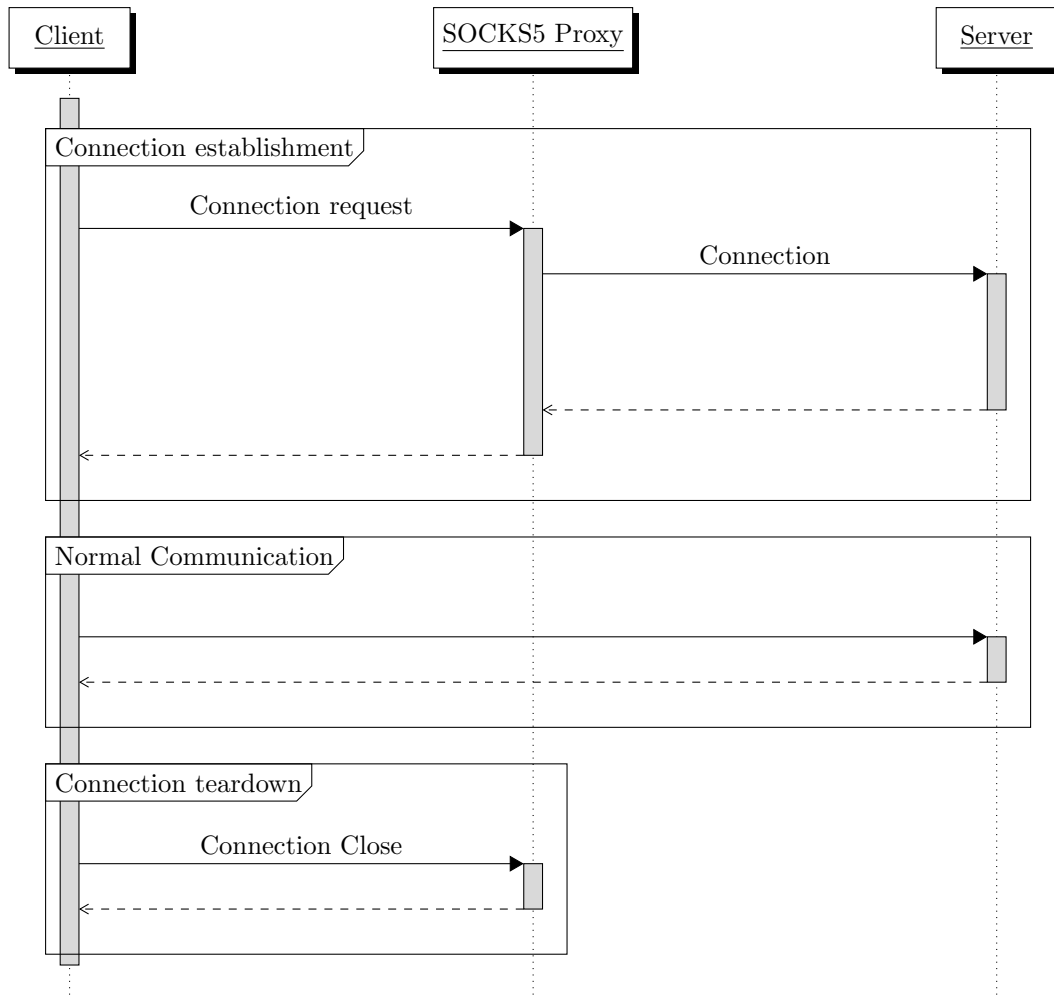 Client
SOCKS5 Proxy
Server
Connection establishment
Connection request
Connection
Normal Communication
Connection teardown
Connection Close